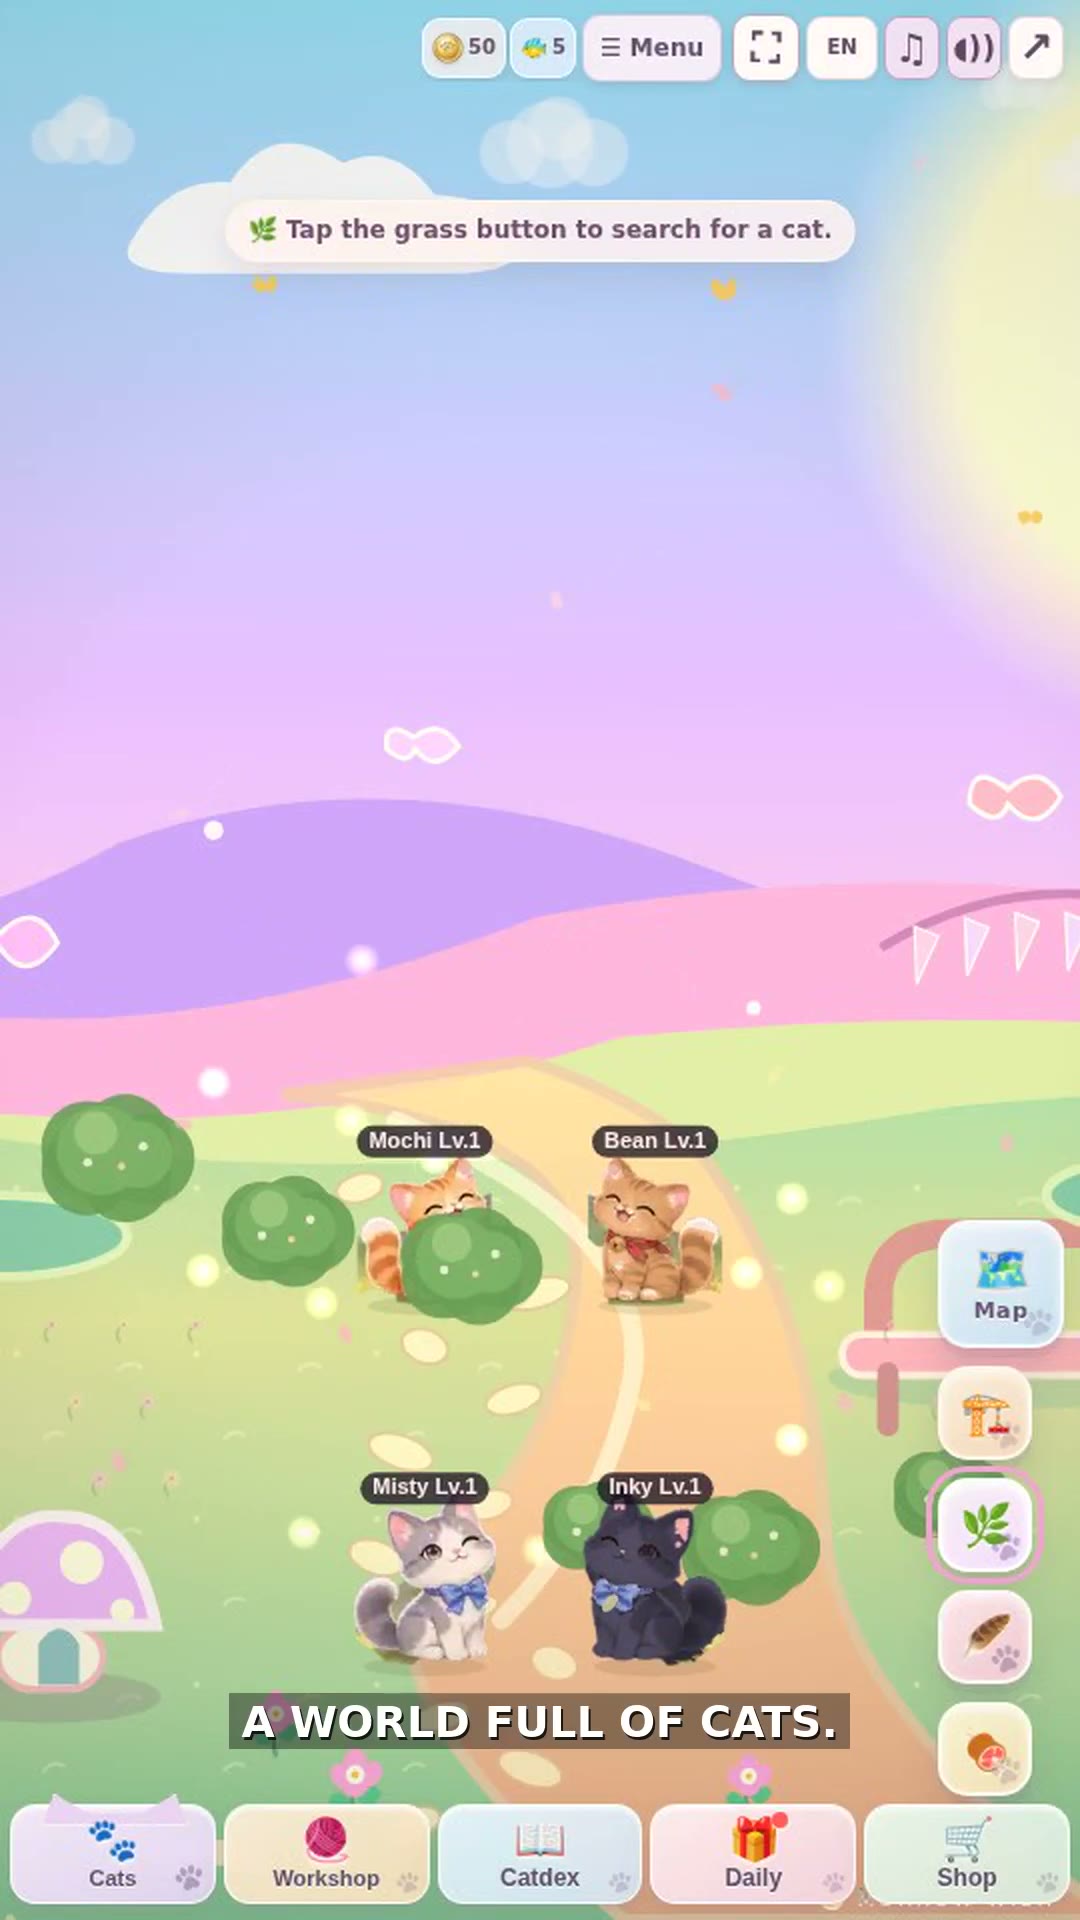 50
5
☰ Menu
EN
Tap the grass button to search for a cat.
Mochi Lv.1
Bean Lv.1
Map
Misty Lv.1
Inky Lv.1
A WORLD FULL OF CATS.
Cats
Workshop
Catdex
Daily
Shop